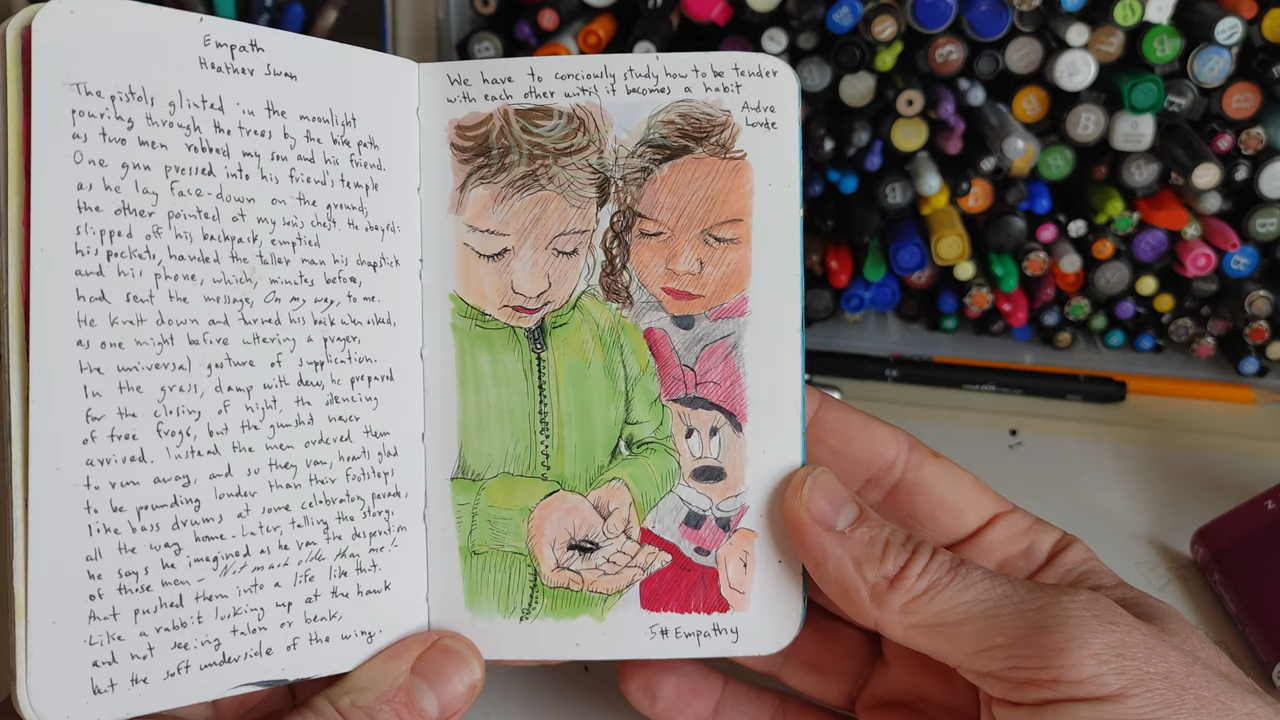 Empath
Heather Swan
The pistols glinted in the moonlight
pouring through the trees by the bike path
as two men robbed my son and his friend.
One gun pressed into his friend's temple
as he lay face-down on the ground,
the other pointed at my son's chest. He obeyed:
slipped off his backpack, emptied
his pockets, handed the taller man his chapstick
and his phone, which, minutes before,
had sent the message, On my way, to me.
He knelt down and turned his back when asked,
as one might before uttering a prayer,
the universal gesture of supplication.
In the grass, damp with dew, he prepared
for the closing of night, the silencing
of tree frogs, but the gunshot never
arrived. Instead the men ordered them
to run away, and so they ran, hearts glad
to be pounding louder than their footsteps
like bass drums at some celebratory parade,
all the way home. Later, telling the story,
he says he imagined as he ran the desperation
of those men - Not much older than me! -
that pushed them into a life like that.
Like a rabbit looking up at the hawk
and not seeing talon or beak,
but the soft underside of the wing.
We have to conciously study how to be tender
with each other until it becomes a habit
Audre
Lorde
5# Empathy
B
B
B
B
B
B
B